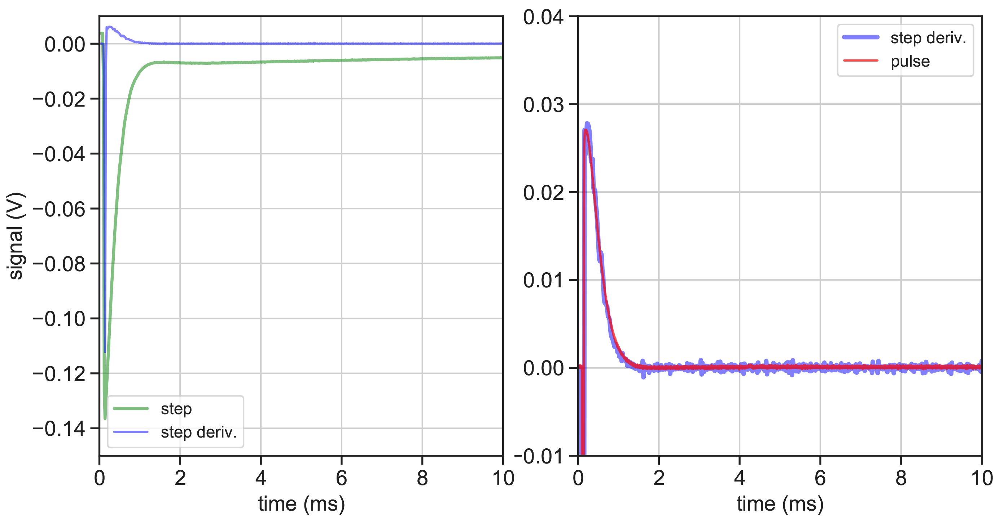 signal (V)
0.00
−0.02
−0.04
−0.06
−0.08
−0.10
−0.12
−0.14
step
step deriv.
0 2 4 6 8 10
time (ms)
0.04
0.03
0.02
0.01
0.00
−0.01
step deriv.
pulse
0 2 4 6 8 10
time (ms)